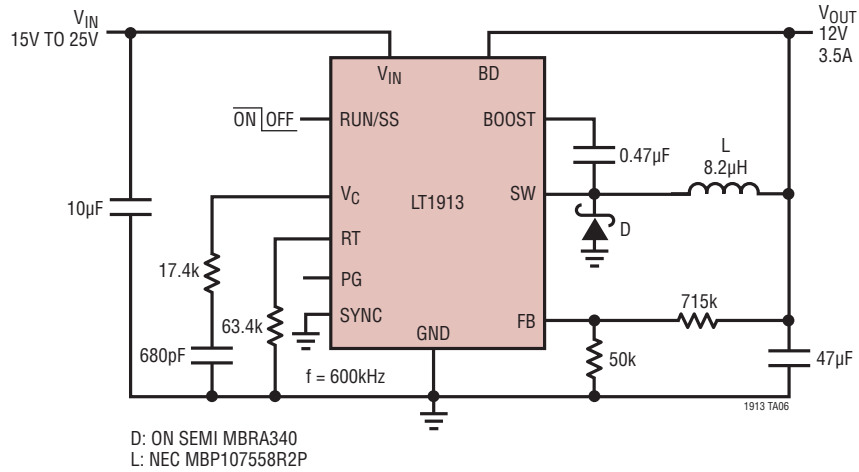 VIN
15V TO 25V
VOUT
12V
3.5A
VIN
BD
ON OFF
RUN/SS
BOOST
0.47µF
L
8.2µH
VC
LT1913
SW
10µF
RT
D
17.4k
PG
63.4k
SYNC
FB
715k
GND
680pF
f = 600kHz
50k
47µF
1913 TA06
D: ON SEMI MBRA340
L: NEC MBP107558R2P